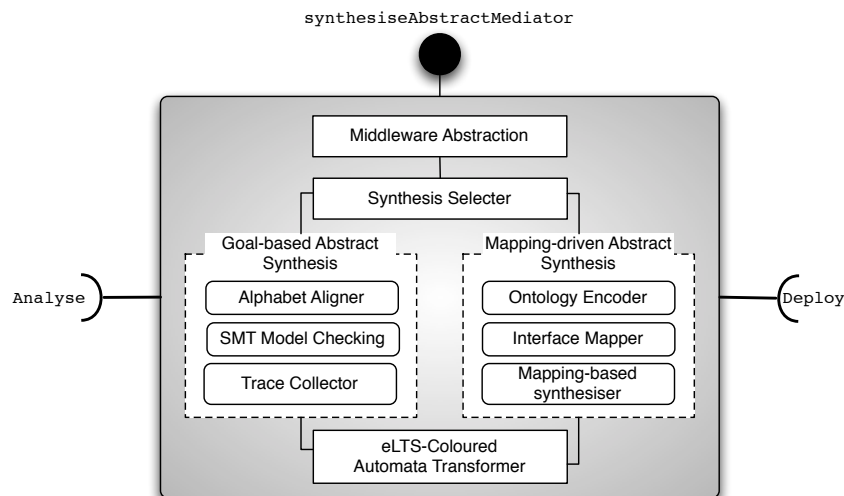 synthesiseAbstractMediator
Middleware Abstraction
Synthesis Selecter
Goal-based Abstract
Synthesis
Mapping-driven Abstract
Synthesis
Analyse
Alphabet Aligner
SMT Model Checking
Trace Collector
Ontology Encoder
Interface Mapper
Mapping-based
synthesiser
Deploy
eLTS-Coloured
Automata Transformer